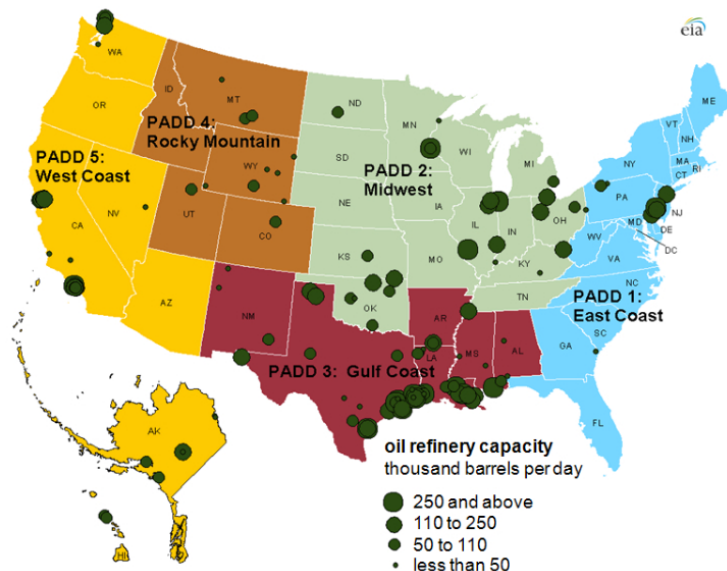 eia
WA
OR
ID
MT
ND
MN
ME
VT
NH
PADD 4:
Rocky Mountain
PADD 5:
West Coast
SD
WI
MI
NY
MA
CT
RI
WY
PADD 2:
Midwest
IA
PA
NJ
NV
UT
NE
IL
IN
OH
MD
DE
DC
CA
CO
KS
MO
WV
VA
KY
AZ
NM
OK
TN
NC
PADD 1:
East Coast
AR
SC
PADD 3: Gulf Coast
LA
MS
AL
GA
FL
AK
HI
oil refinery capacity
thousand barrels per day
250 and above
110 to 250
50 to 110
less than 50